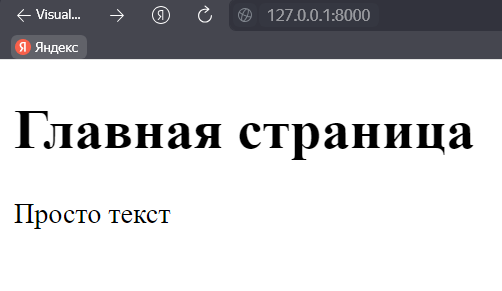 Visual... Я 127.0.0.1:8000
Я Яндекс
Главная страница
Просто текст